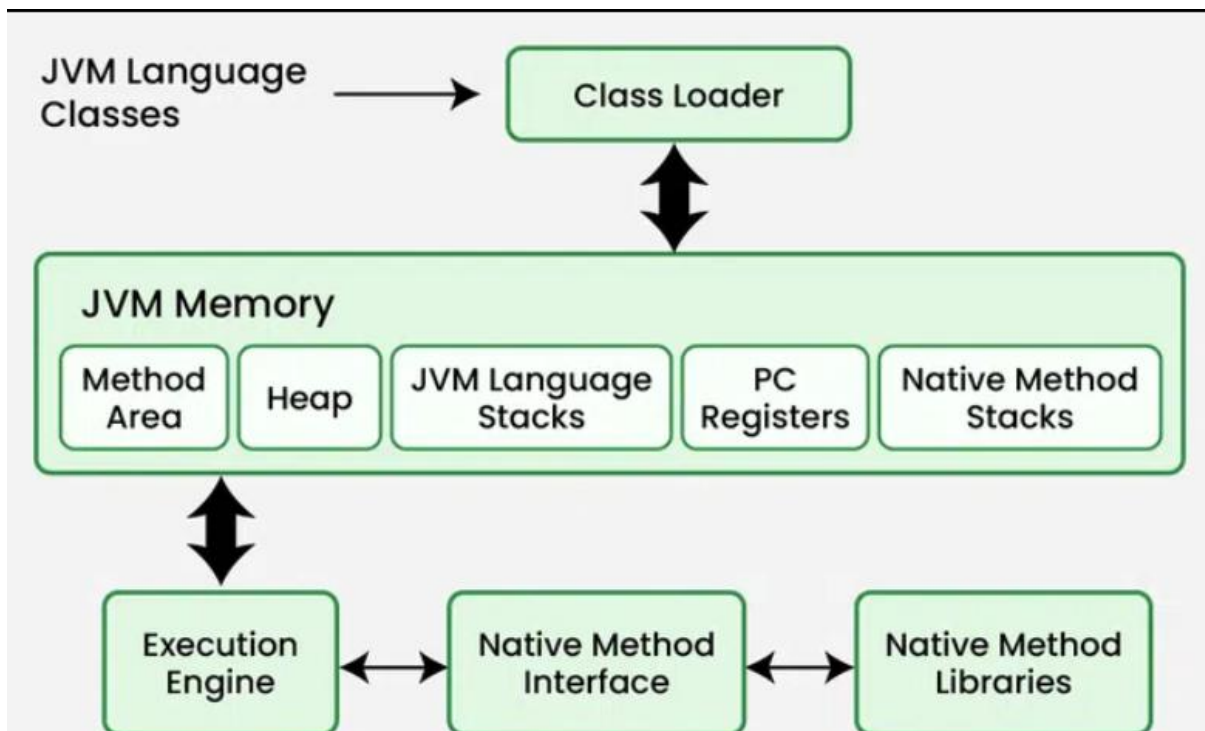 JVM Language
Classes
Class Loader
JVM Memory
Method
Area
Heap
JVM Language
Stacks
PC
Registers
Native Method
Stacks
Execution
Engine
Native Method
Interface
Native Method
Libraries